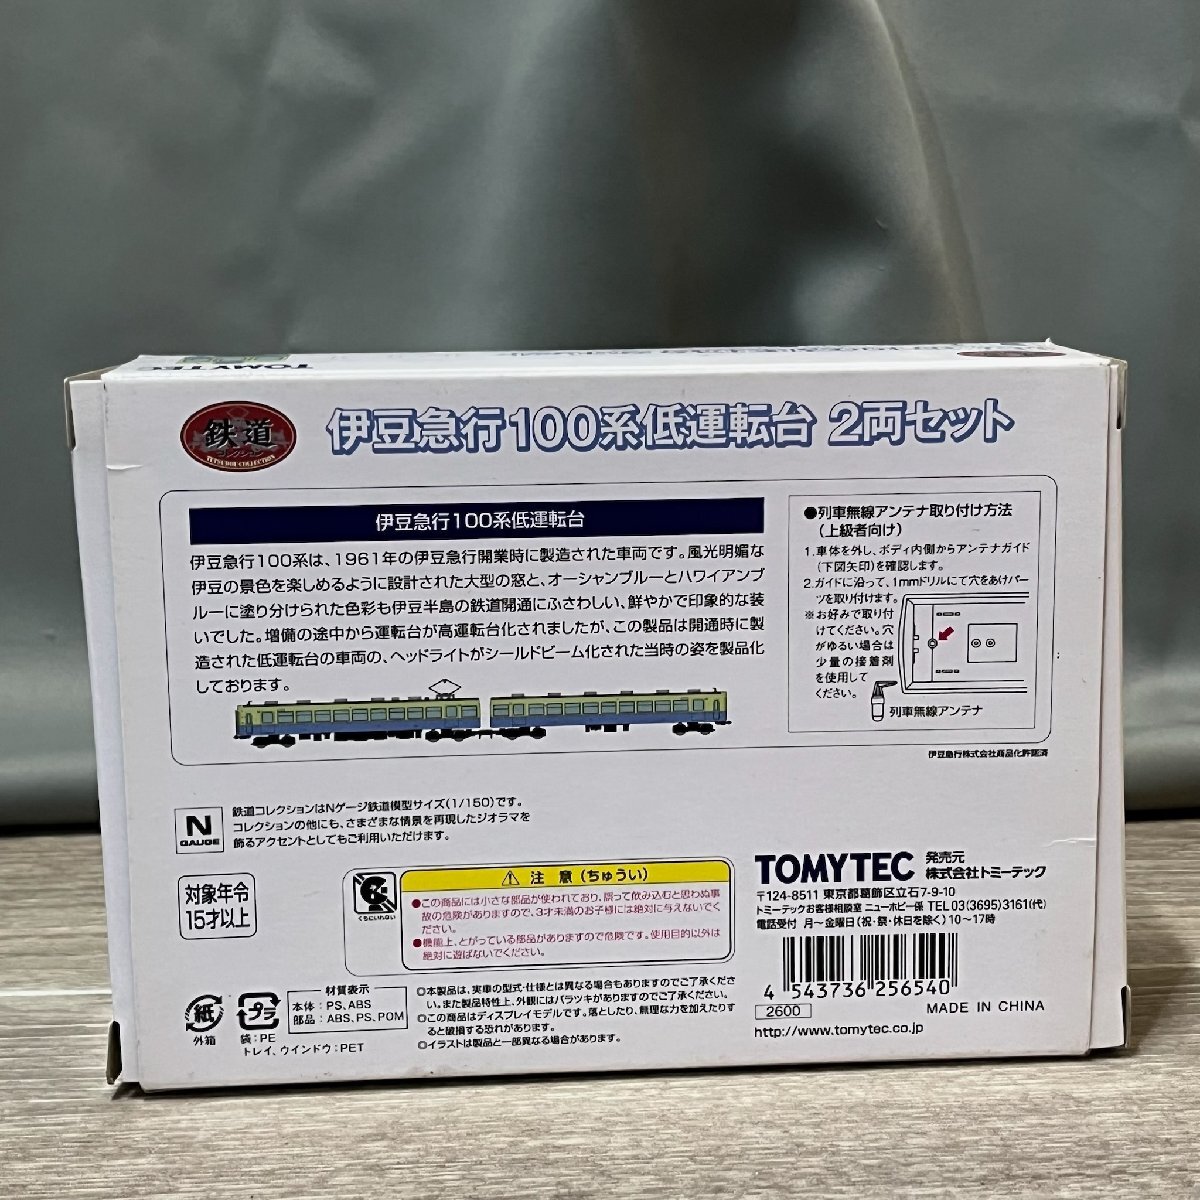 TOMYTEC
鉄道
コレクション
TETSUDOU COLLECTION
伊豆急行100系低運転台 2両セット
伊豆急行100系低運転台
伊豆急行100系は、1961年の伊豆急行開業時に製造された車両です。風光明媚な
伊豆の景色を楽しめるように設計された大型の窓と、オーシャンブルーとハワイアンブ
ルーに塗り分けられた色彩も伊豆半島の鉄道開通にふさわしい、鮮やかで印象的な装
いでした。増備の途中から運転台が高運転台化されましたが、この製品は開通時に製
造された低運転台の車両の、ヘッドライトがシールドビーム化された当時の姿を製品化
しております。
●列車無線アンテナ取り付け方法
(上級者向け)
1.車体を外し、ボディ内側からアンテナガイド
(下図矢印)を確認します。
2.ガイドに沿って、1mmドリルにて穴をあけパー
ツを取り付けます。
※お好みで取り付
けてください。穴
がゆるい場合は
少量の接着剤
を使用して
ください。
列車無線アンテナ
伊豆急行株式会社商品化許諾済
N
GAUGE
鉄道コレクションはNゲージ鉄道模型サイズ(1/150)です。
コレクションの他にも、さまざまな情景を再現したジオラマを
飾るアクセントとしてもご利用いただけます。
対象年令
15才以上
くちにいれない
注 意 (ちゅうい)
●この商品には小さな部品が使われており、誤って飲み込むと思わぬ事
故の危険がありますので、3才未満のお子様には絶対に与えないでく
ださい。
●機能上、とがっている部品がありますので危険です。使用目的以外は
絶対に遊ばないでください。
TOMYTEC 発売元
株式会社トミーテック
〒124-8511 東京都葛飾区立石7-9-10
トミーテックお客様相談室 ニューホビー係 TEL 03(3695)3161(代)
電話受付 月〜金曜日(祝・祭・休日を除く)10〜17時
4 543736 256540
2600
MADE IN CHINA
http://www.tomytec.co.jp
紙
外箱
プラ
袋:PE
トレイ、ウインドウ:PET
材質表示
本体:PS、ABS
部品:ABS、PS、POM
○本製品は、実車の型式・仕様とは異なる場合もありますのでご了承くださ
い。また製品特性上、外観にはバラツキがありますのでご了承ください。
○この商品はディスプレイモデルです。落としたり、無理な力を加えたりす
ると破損する恐れがあります。
○イラストは製品と一部異なる場合があります。